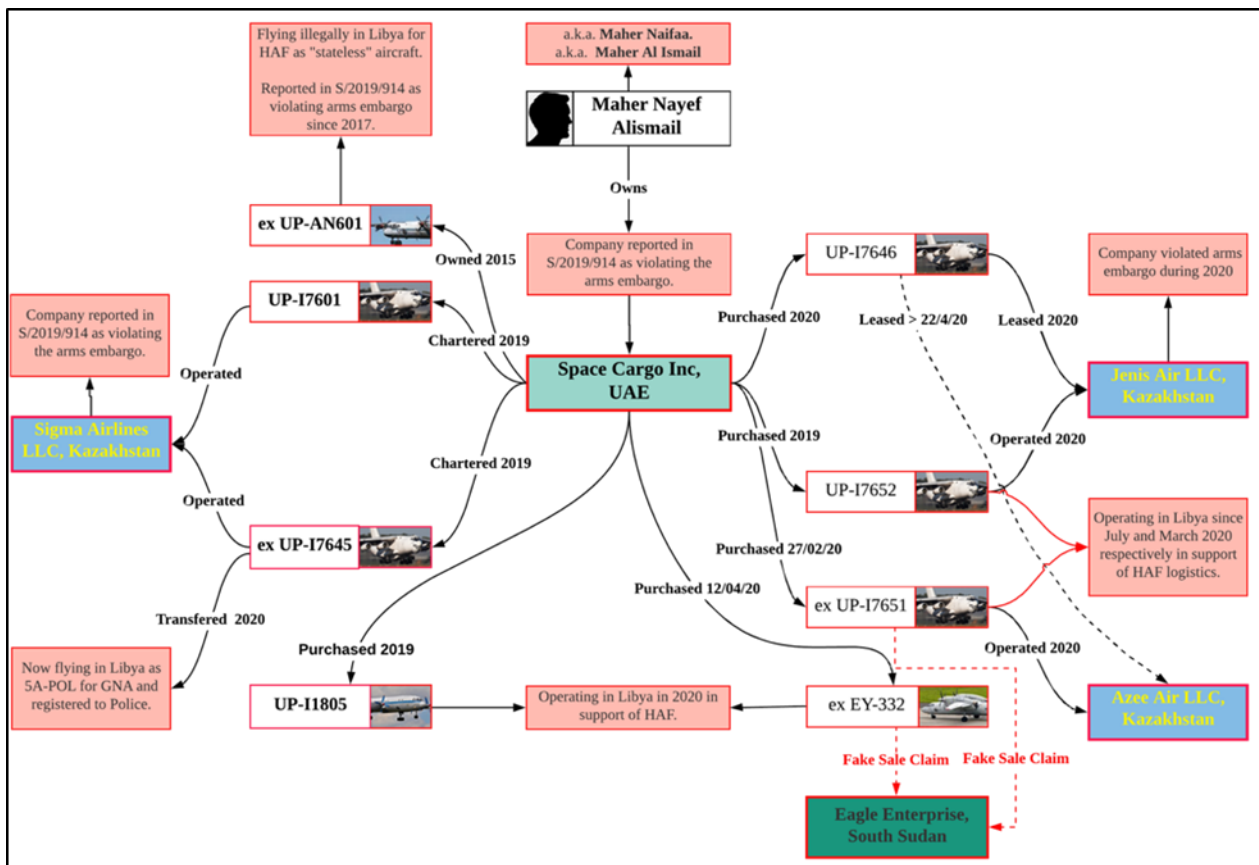 Flying illegally in Libya for
HAF as "stateless" aircraft.
Reported in S/2019/914 as
violating arms embargo
since 2017.
a.k.a. Maher Naifaa.
a.k.a. Maher Al Ismail
Maher Nayef
Alismail
Owns
ex UP-AN601
Owned 2015
Company reported in
S/2019/914 as violating the
arms embargo.
UP-I7646
Company violated arms
embargo during 2020
UP-I7601
Chartered 2019
Purchased 2020
Leased > 22/4/20
Leased 2020
Company reported in
S/2019/914 as violating
the arms embargo.
Operated
Space Cargo Inc,
UAE
Jenis Air LLC,
Kazakhstan
Sigma Airlines
LLC, Kazakhstan
Chartered 2019
Purchased 2019
Operated 2020
Operated
UP-I7652
ex UP-I7645
Purchased 27/02/20
Operating in Libya since
July and March 2020
respectively in support
of HAF logistics.
Purchased 12/04/20
ex UP-I7651
Transfered 2020
Operated 2020
Purchased 2019
Now flying in Libya as
5A-POL for GNA and
registered to Police.
UP-I1805
Operating in Libya in 2020 in
support of HAF.
ex EY-332
Azee Air LLC,
Kazakhstan
Fake Sale Claim
Fake Sale Claim
Eagle Enterprise,
South Sudan